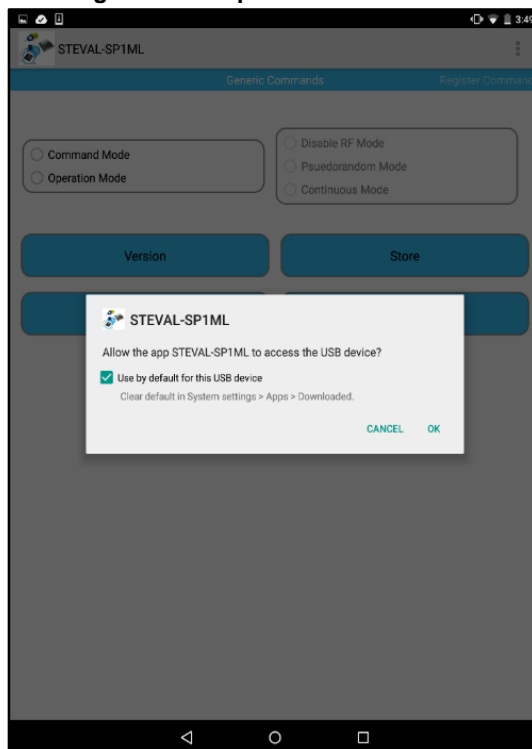 3:49
STEVAL-SP1ML
Generic Commands Register Command
Command Mode
Operation Mode
Disable RF Mode
Psuedorandom Mode
Continuous Mode
Version Store
STEVAL-SP1ML
Allow the app STEVAL-SP1ML to access the USB device?
Use by default for this USB device
Clear default in System settings > Apps > Downloaded.
CANCEL OK